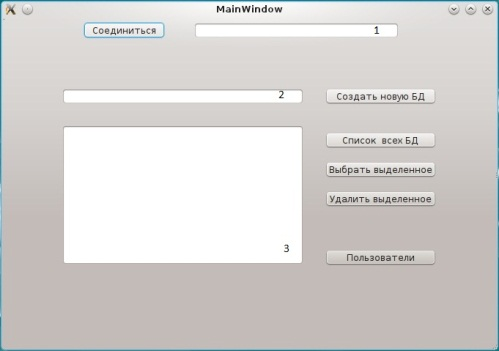 MainWindow
Соединиться 1
2 Создать новую БД
Список всех БД
Выбрать выделенное
Удалить выделенное
3
Пользователи